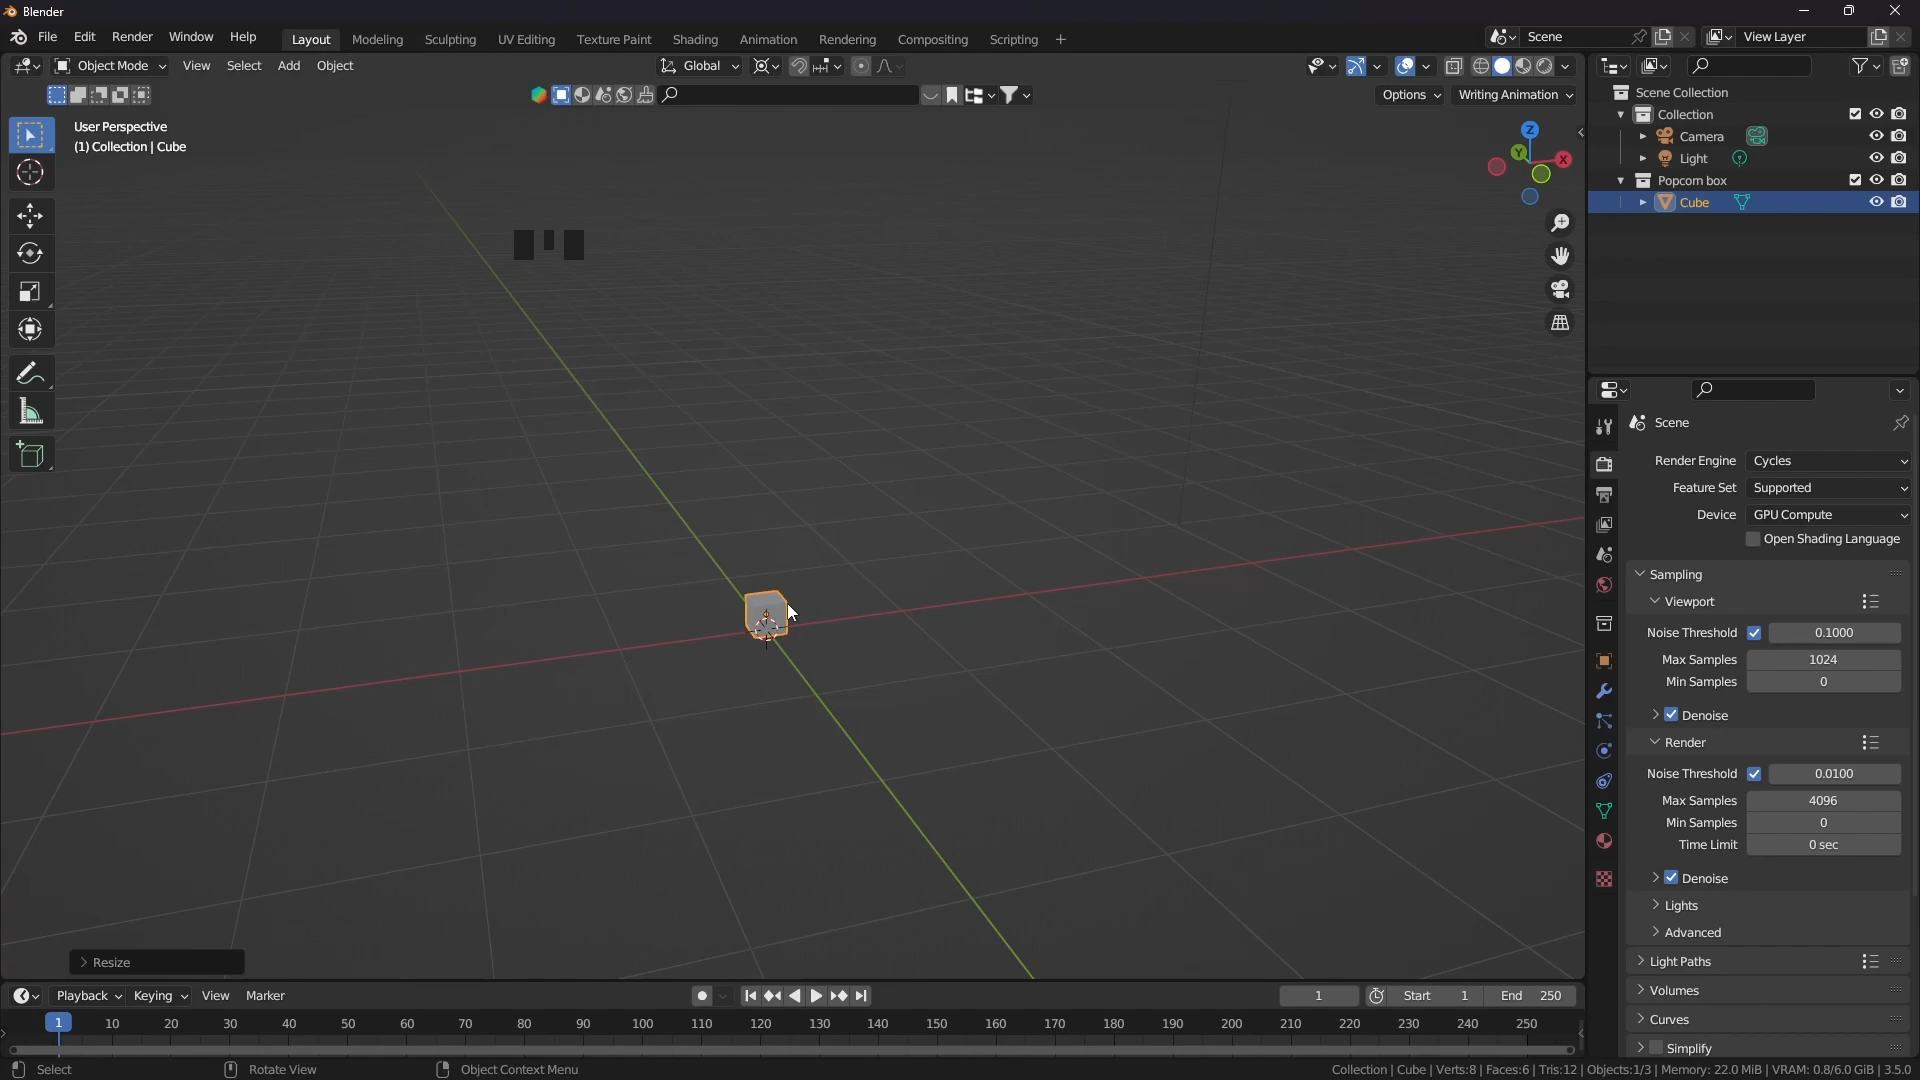 Blender
File Edit Render Window Help Layout Modeling Sculpting UV Editing Texture Paint Shading Animation Rendering Compositing Scripting + Scene View Layer
Object Mode View Select Add Object Global
Options Writing Animation
User Perspective
(1) Collection | Cube
Z
Y
X
Scene Collection
Collection
Camera
Light
Popcorn box
Cube
Scene
Render Engine Cycles
Feature Set Supported
Device GPU Compute
Open Shading Language
Sampling
Viewport
Noise Threshold 0.1000
Max Samples 1024
Min Samples 0
Denoise
Render
Noise Threshold 0.0100
Max Samples 4096
Min Samples 0
Time Limit 0 sec
Denoise
Lights
Advanced
Light Paths
Volumes
Curves
Simplify
Resize
Playback Keying View Marker 1 Start 1 End 250
1 10 20 30 40 50 60 70 80 90 100 110 120 130 140 150 160 170 180 190 200 210 220 230 240 250
Select Rotate View Object Context Menu Collection | Cube | Verts:8 | Faces:6 | Tris:12 | Objects:1/3 | Memory: 22.0 MiB | VRAM: 0.8/6.0 GiB | 3.5.0